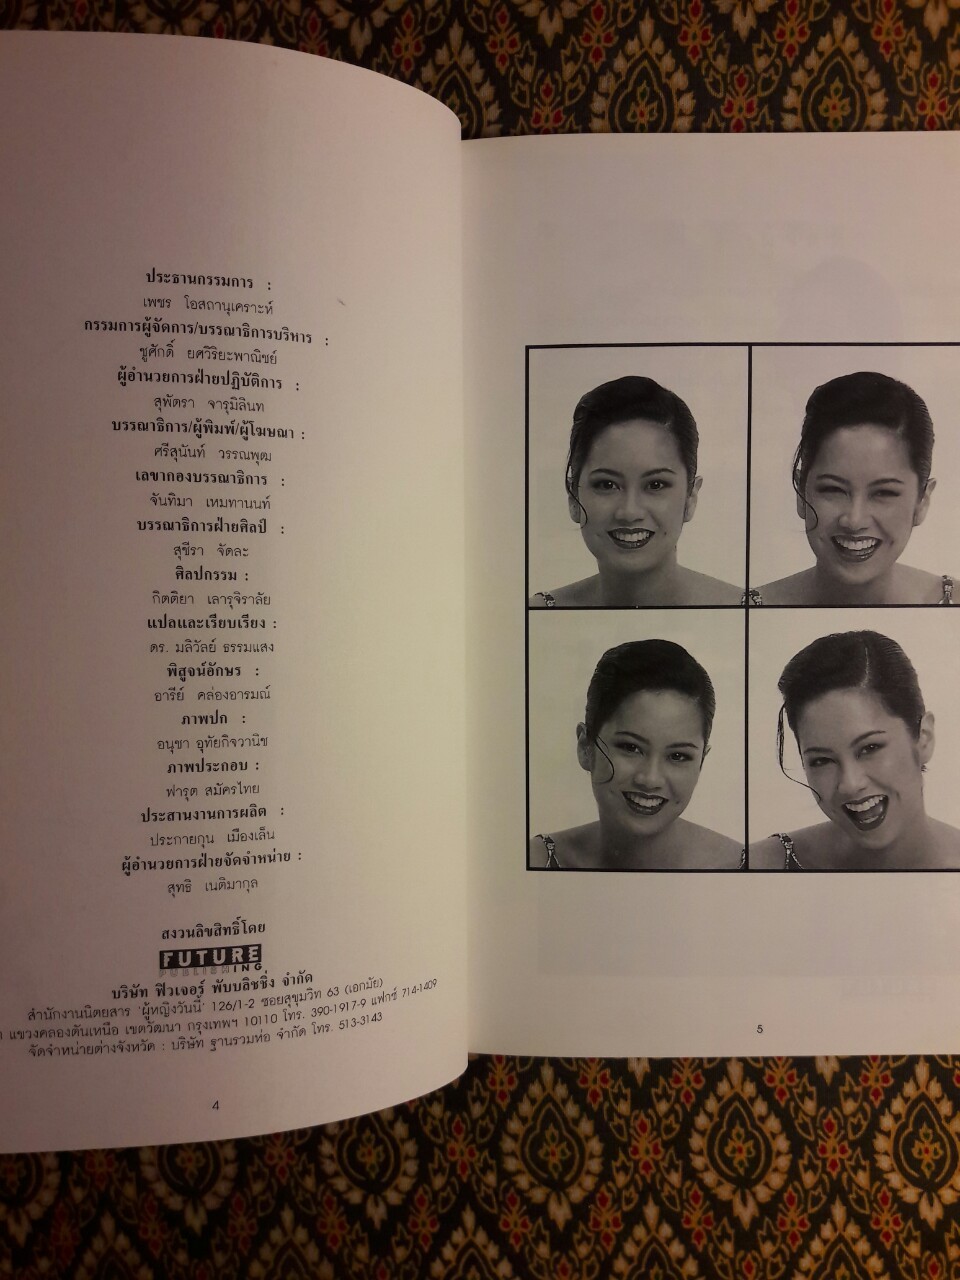 ประธานกรรมการ :
เพชร โอสถานุเคราะห์
กรรมการผู้จัดการ/บรรณาธิการบริหาร :
ชูศักดิ์ ยศวิริยะพาณิชย์
ผู้อำนวยการฝ่ายปฏิบัติการ :
สุพัตรา จารุมิลินท
บรรณาธิการ/ผู้พิมพ์/ผู้โฆษณา :
ศรีสุนันท์ วรรณพุฒ
เลขากองบรรณาธิการ :
จันทิมา เหมทานนท์
บรรณาธิการฝ่ายศิลป์ :
สุชีรา จัดละ
ศิลปกรรม :
กิตติยา เลารุจิราลัย
แปลและเรียบเรียง :
ดร. มลิวัลย์ ธรรมแสง
พิสูจน์อักษร :
อารีย์ คล่องอารมณ์
ภาพปก :
อนุชา อุทัยกิจวานิช
ภาพประกอบ :
ฟารุต สมัครไทย
ประสานงานการผลิต :
ประกายกุน เมืองเล็น
ผู้อำนวยการฝ่ายจัดจำหน่าย :
สุทธิ เนติมากุล
สงวนลิขสิทธิ์โดย
FUTURE
PUBLISHING
บริษัท ฟิวเจอร์ พับบลิชชิ่ง จำกัด
สำนักงานนิตยสาร 'ผู้หญิงวันนี้' 126/1-2 ซอยสุขุมวิท 63 (เอกมัย)
แขวงคลองตันเหนือ เขตวัฒนา กรุงเทพฯ 10110 โทร. 390-1917-9 แฟกซ์ 714-1409
จัดจำหน่ายต่างจังหวัด : บริษัท ฐานรวมห่อ จำกัด โทร. 513-3143
4
5